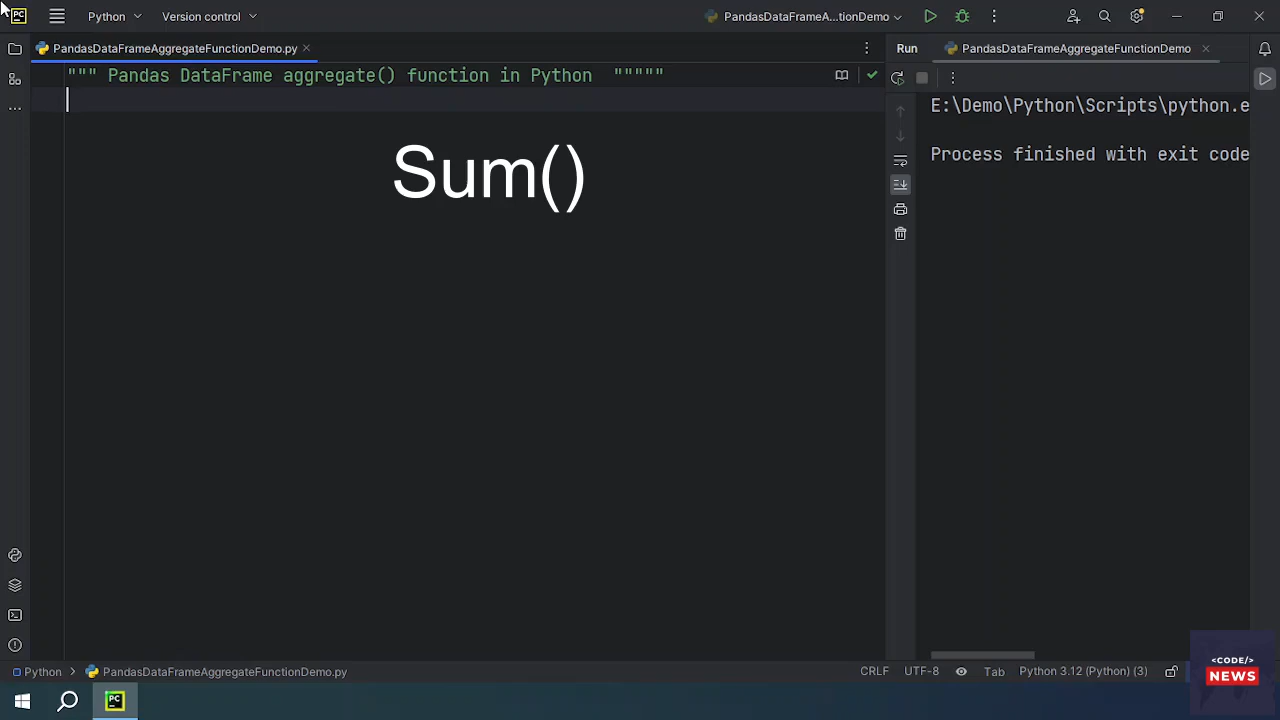 PC
Python
Version control
PandasDataFrameA...tionDemo
PandasDataFrameAggregateFunctionDemo.py
Run
PandasDataFrameAggregateFunctionDemo
""" Pandas DataFrame aggregate() function in Python  """""
E:\Demo\Python\Scripts\python.e
Process finished with exit code
Sum()
Python
PandasDataFrameAggregateFunctionDemo.py
CRLF
UTF-8
Tab
Python 3.12 (Python) (3)
PC
<CODE/>
NEWS